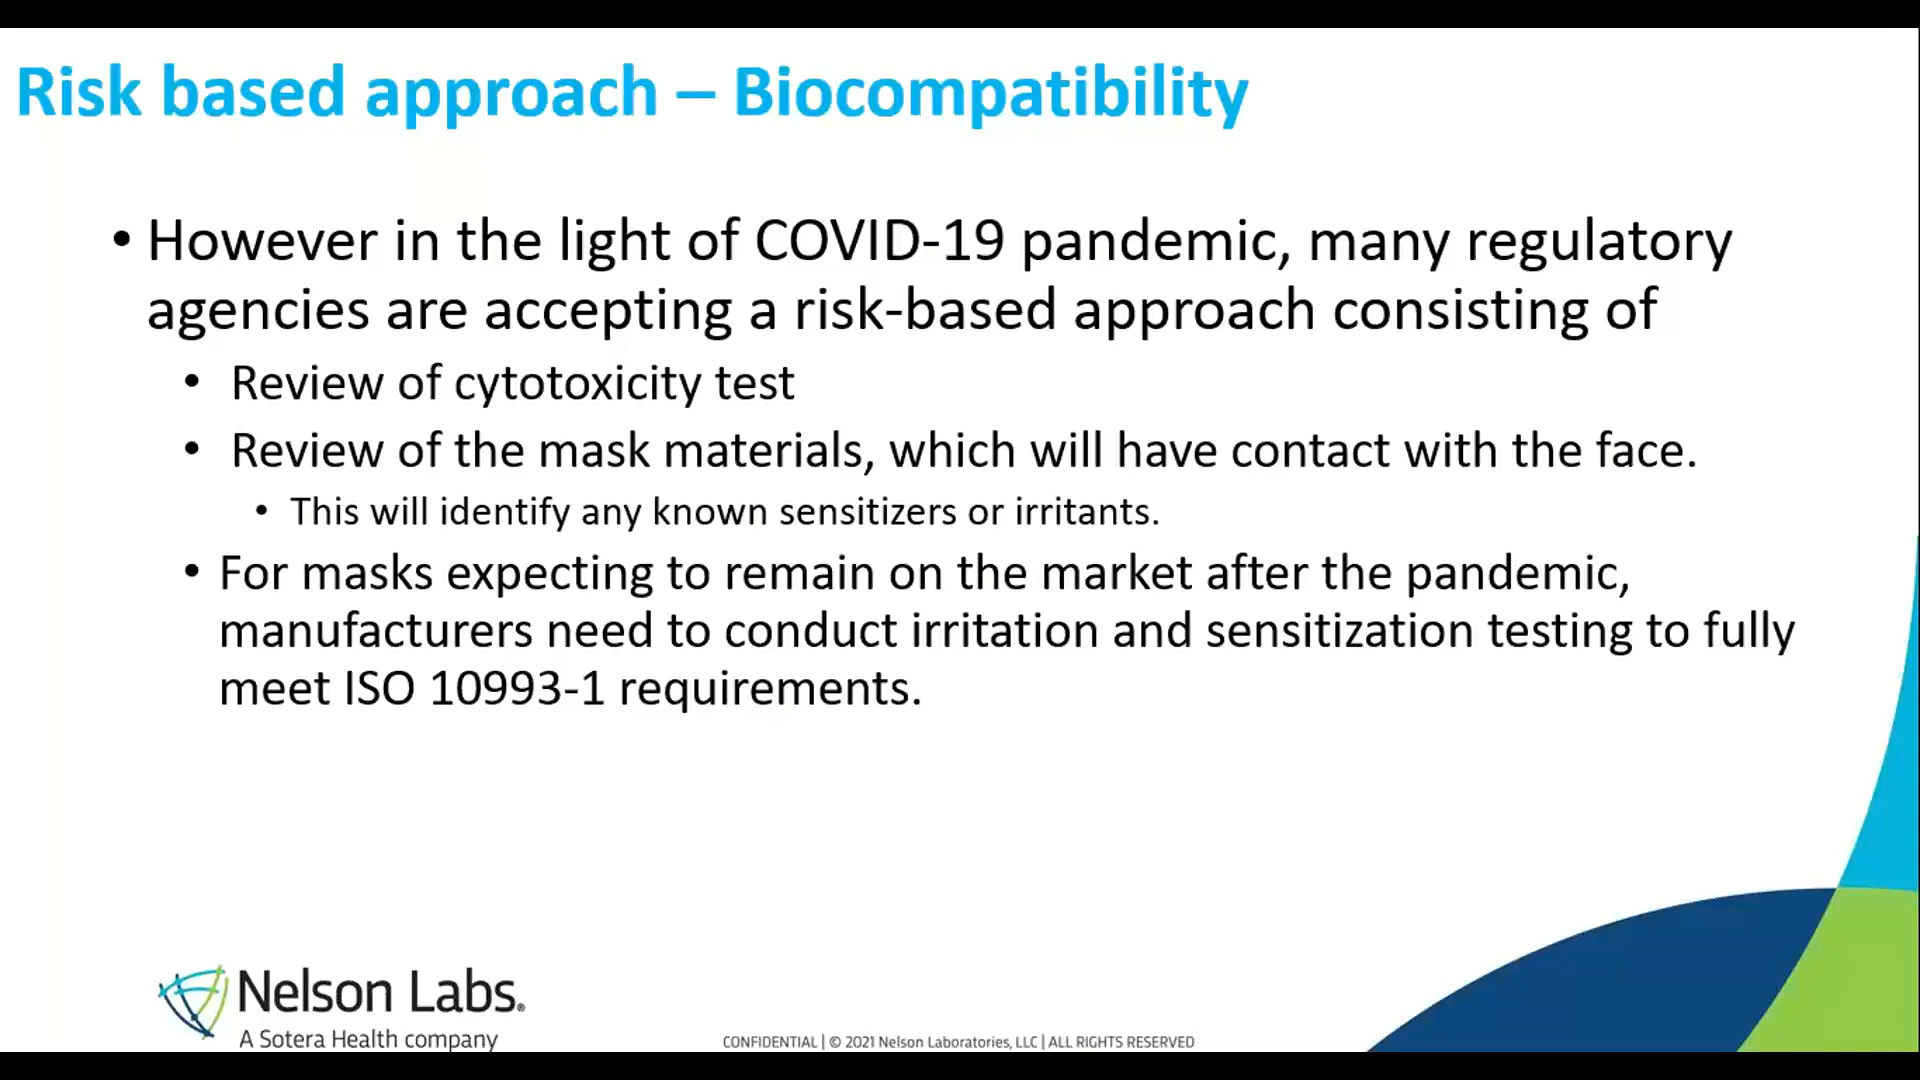 Risk based approach – Biocompatibility
• However in the light of COVID-19 pandemic, many regulatory
agencies are accepting a risk-based approach consisting of
• Review of cytotoxicity test
• Review of the mask materials, which will have contact with the face.
• This will identify any known sensitizers or irritants.
• For masks expecting to remain on the market after the pandemic,
manufacturers need to conduct irritation and sensitization testing to fully
meet ISO 10993-1 requirements.
Nelson Labs®
A Sotera Health company
CONFIDENTIAL | © 2021 Nelson Laboratories, LLC | ALL RIGHTS RESERVED